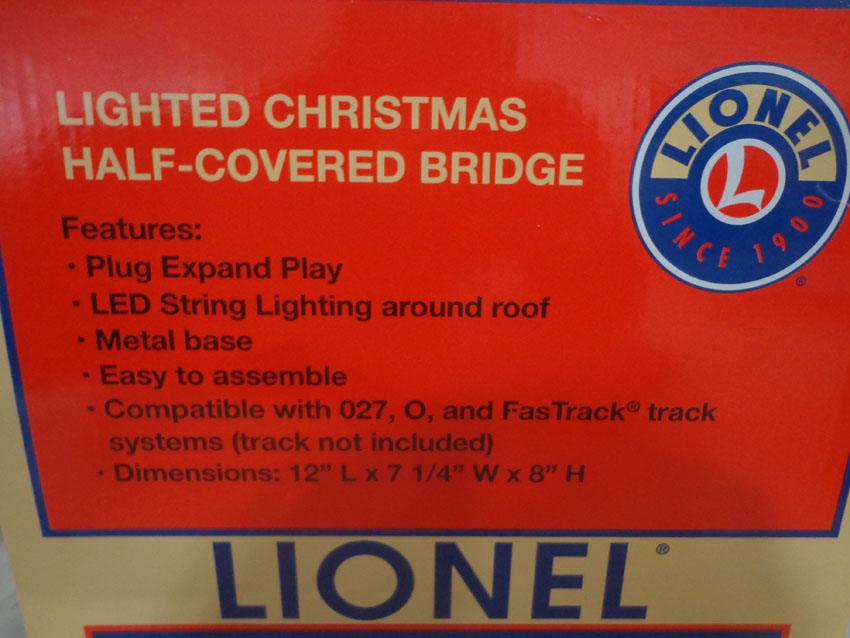 LIGHTED CHRISTMAS
HALF-COVERED BRIDGE
LIONEL
L
SINCE 1900
®
Features:
· Plug Expand Play
· LED String Lighting around roof
· Metal base
· Easy to assemble
· Compatible with 027, O, and FasTrack® track
systems (track not included)
· Dimensions: 12” L x 7 1/4” W x 8” H
LIONEL®